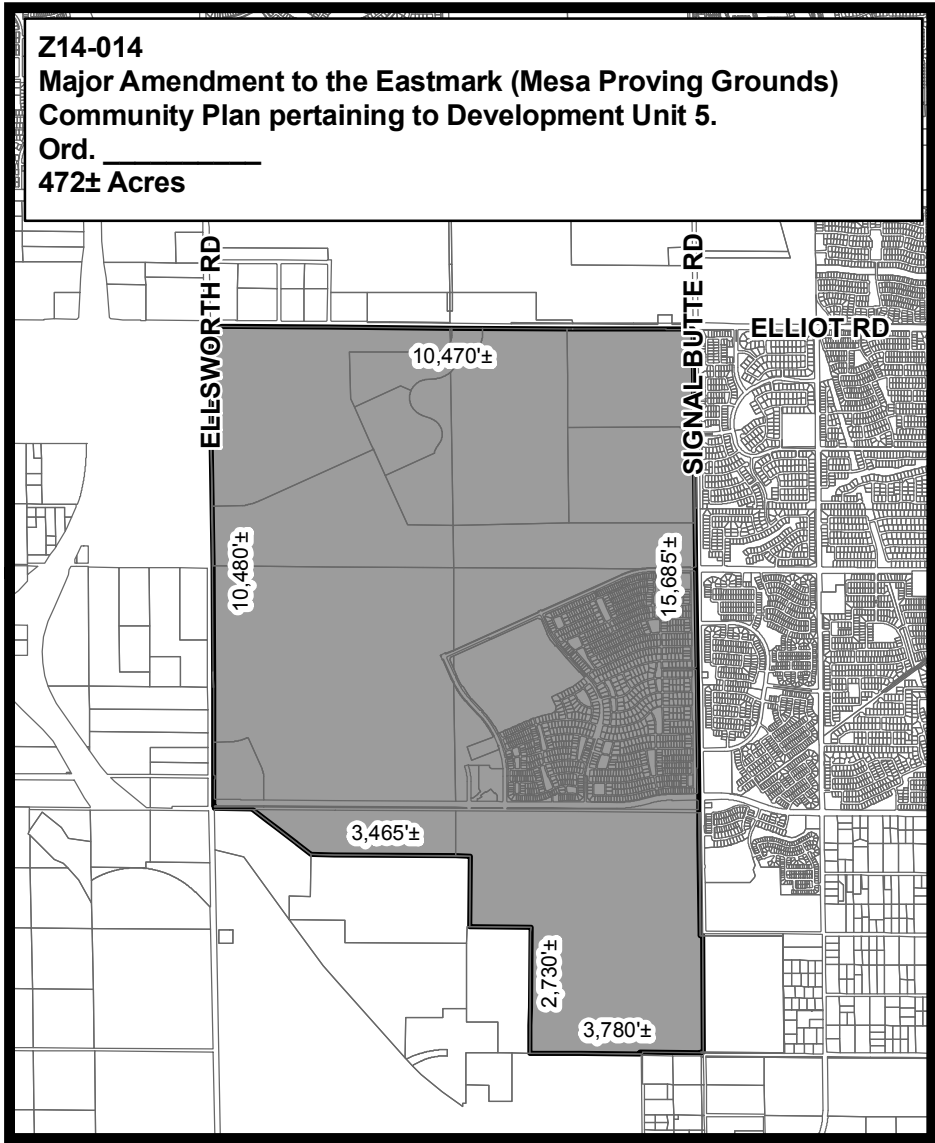 Z14-014
Major Amendment to the Eastmark (Mesa Proving Grounds)
Community Plan pertaining to Development Unit 5.
Ord. __________
472± Acres
ELLSWORTH RD
SIGNAL BUTTE RD
ELLIOT RD
10,470'±
10,480'±
15,685'±
3,465'±
2,730'±
3,780'±